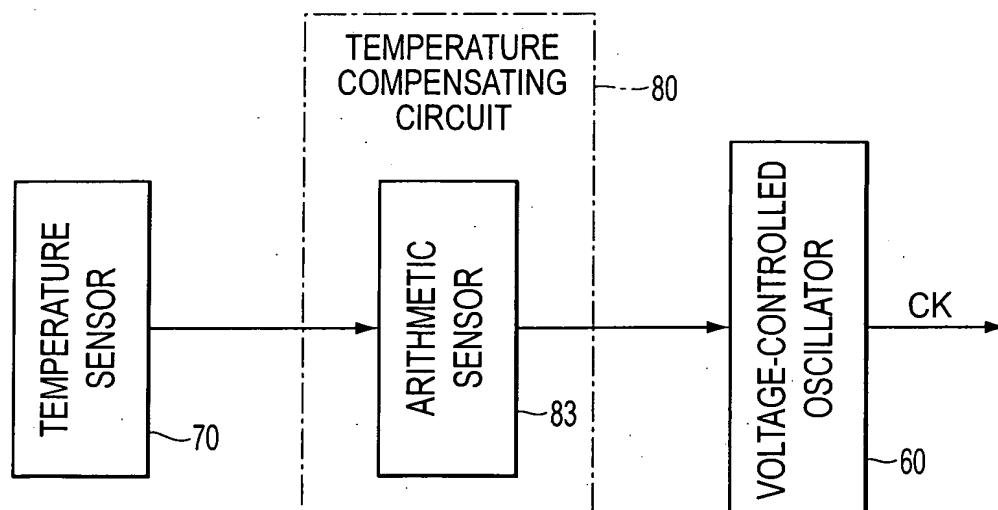 TEMPERATURE
COMPENSATING
CIRCUIT
80
TEMPERATURE
SENSOR
70
ARITHMETIC
SENSOR
83
VOLTAGE-CONTROLLED
OSCILLATOR
60
CK